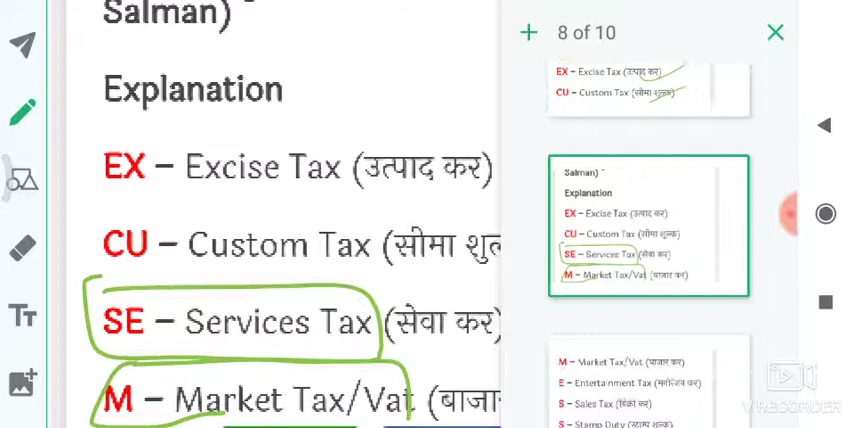 Salman)
Explanation
EX – Excise Tax (उत्पाद कर)
CU – Custom Tax (सीमा
SE – Services Tax (सेवा कर)
M – Market Tax/Vat
Tт
+ 8 of 10 ×
EX – Excise Tax (उत्पाद कर)
CU – Custom Tax (सीमा शुल्क)
Salman)
Explanation
EX – Excise Tax (उत्पाद कर)
CU – Custom Tax (सीमा शुल्क)
SE – Services Tax (सेवा कर)
M – Market Tax/Vat (बाजार कर)
M – Market Tax/Vat (बाजार कर)
E – Entertainment Tax (मनोरंजन कर)
S – Sales Tax (बिक्री कर)
S – Stamp Duty
VIRECORDER